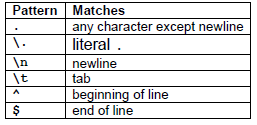 Pattern Matches
. any character except newline
\. literal .
\n newline
\t tab
^ beginning of line
$ end of line